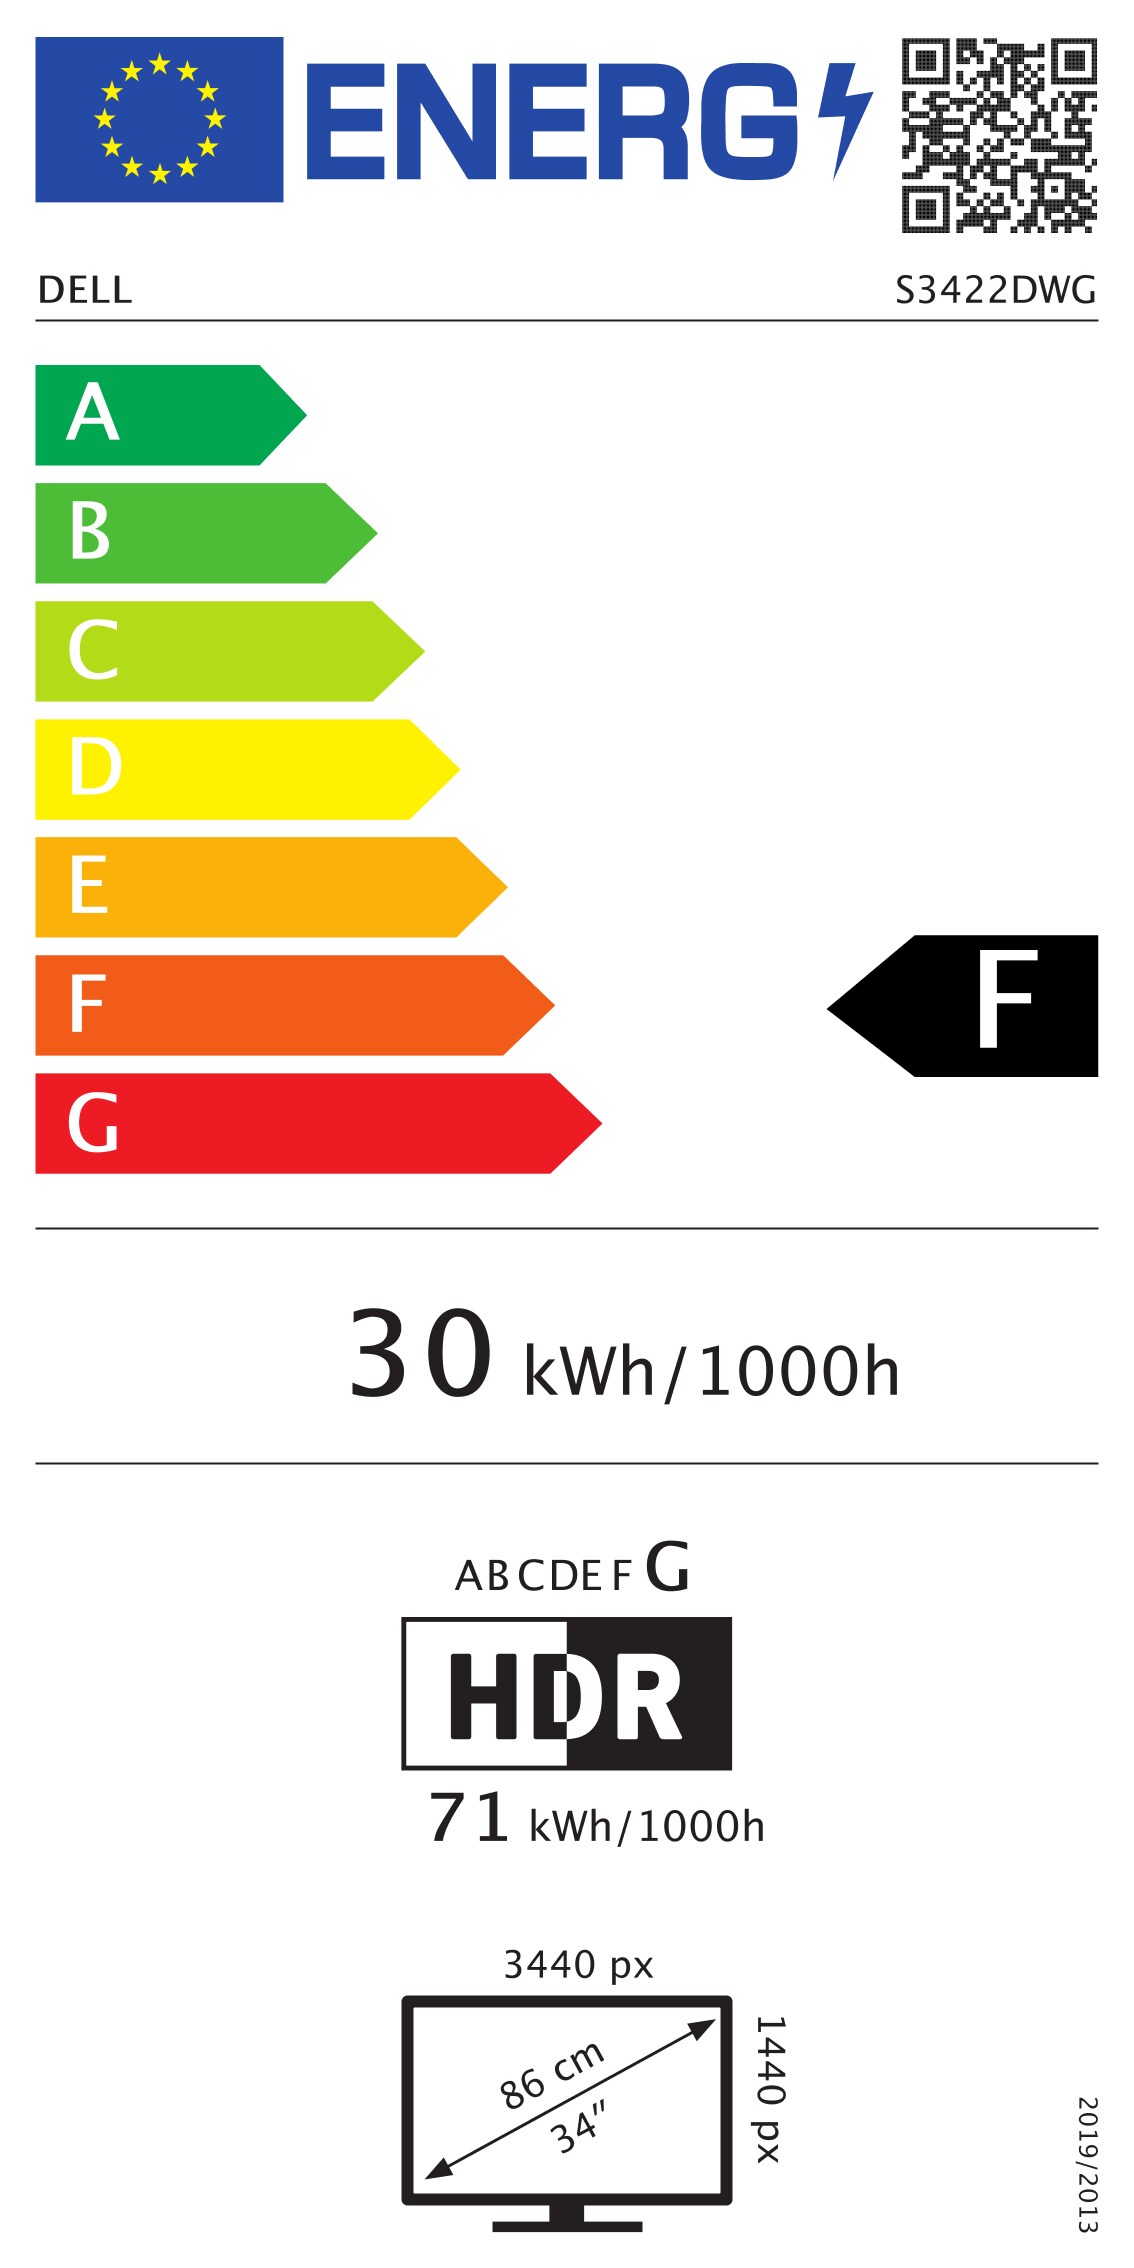 ENERG
DELL
S3422DWG
A
B
C
D
E
F
F
G
30 kWh/1000h
ABCDEFG
HDR
71 kWh/1000h
3440 px
86 cm
34"
1440 px
2019/2013